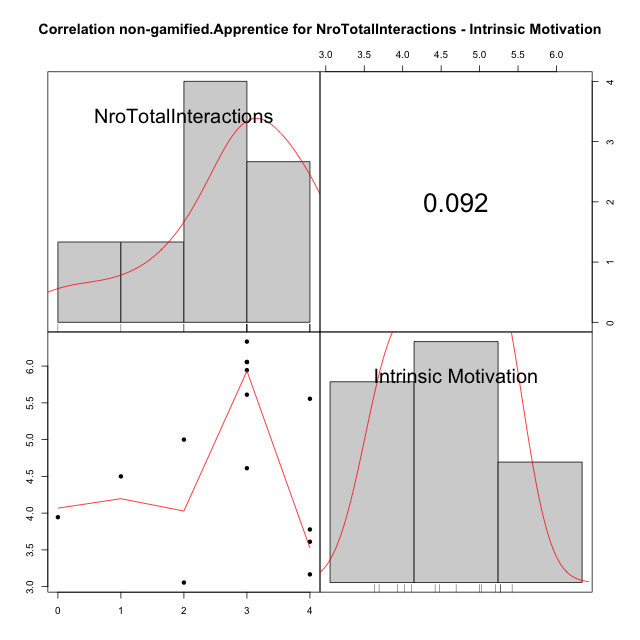 Correlation non-gamified.Apprentice for NroTotalInteractions - Intrinsic Motivation
3.0 3.5 4.0 4.5 5.0 5.5 6.0
NroTotalInteractions
0.092
4
3
2
1
0
6.0
5.5
5.0
4.5
4.0
3.5
3.0
Intrinsic Motivation
0 1 2 3 4